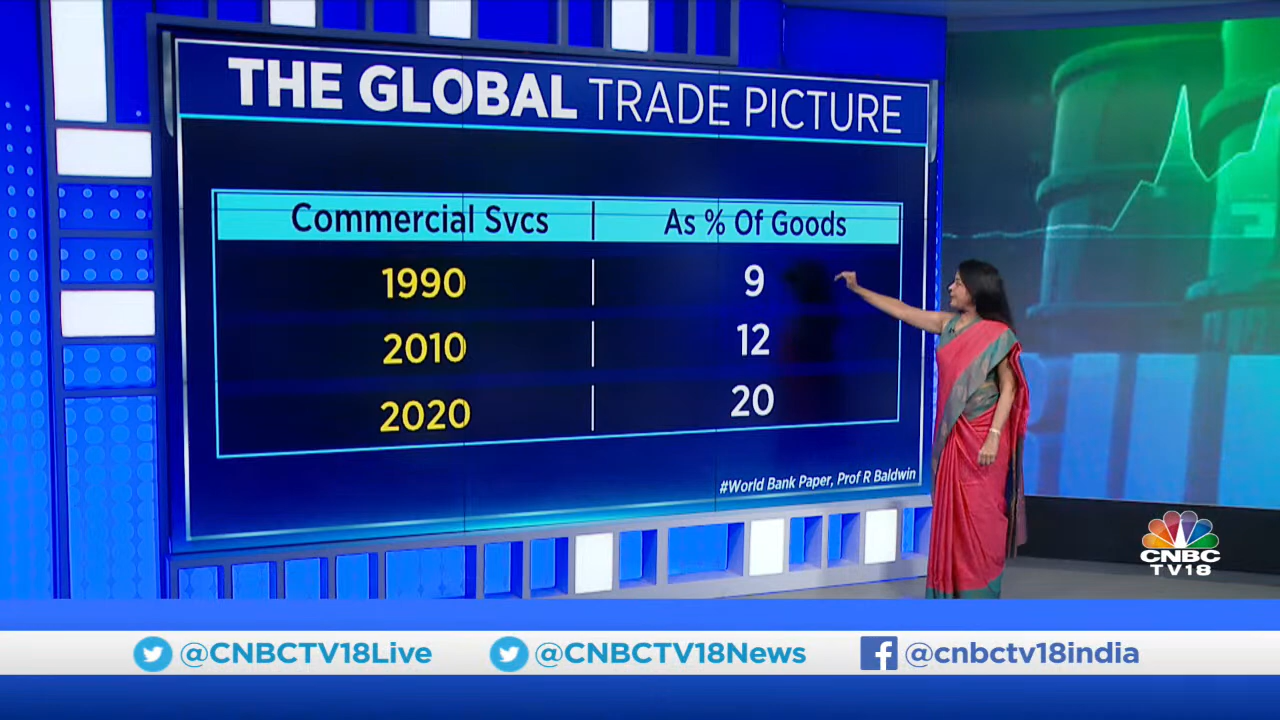 THE GLOBAL TRADE PICTURE
Commercial Svcs As % Of Goods
1990 9
2010 12
2020 20
#World Bank Paper, Prof R Baldwin
CNBC
TV18
@CNBCTV18Live @CNBCTV18News @cnbctv18india